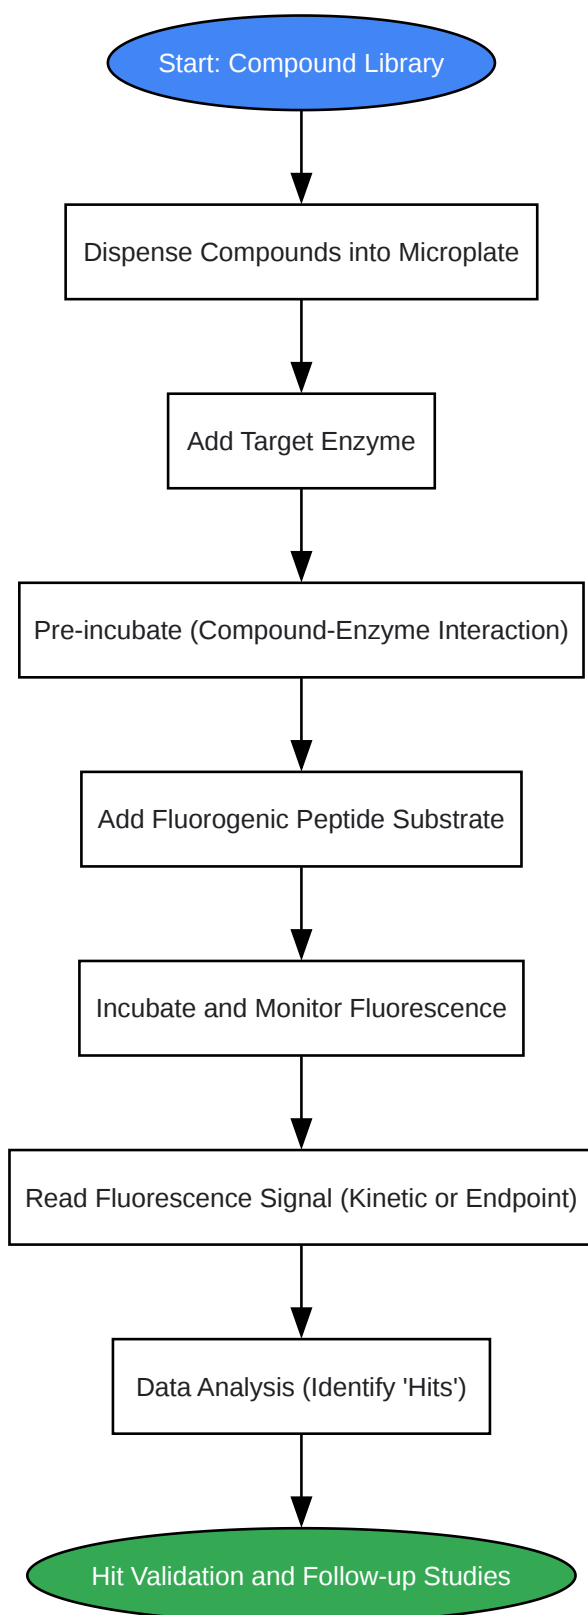 Start: Compound Library
Dispense Compounds into Microplate
Add Target Enzyme
Pre-incubate (Compound-Enzyme Interaction)
Add Fluorogenic Peptide Substrate
Incubate and Monitor Fluorescence
Read Fluorescence Signal (Kinetic or Endpoint)
Data Analysis (Identify 'Hits')
Hit Validation and Follow-up Studies